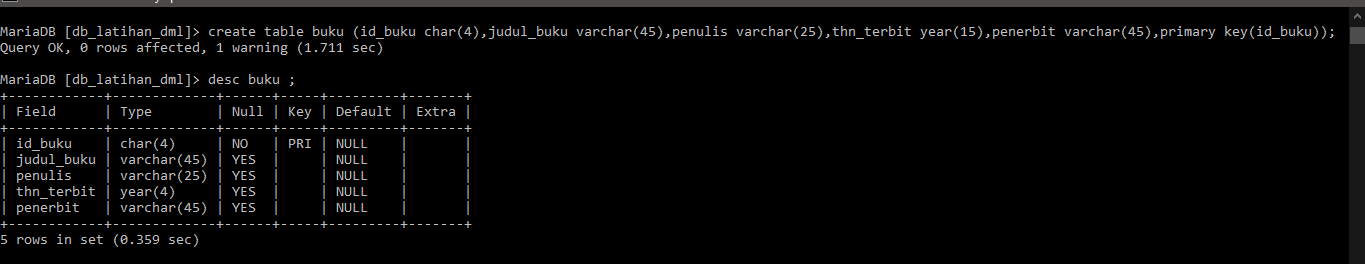 MariaDB [db_latihan_dml]> create table buku (id_buku char(4),judul_buku varchar(45),penulis varchar(25),thn_terbit year(15),penerbit varchar(45),primary key(id_buku));
Query OK, 0 rows affected, 1 warning (1.711 sec)
MariaDB [db_latihan_dml]> desc buku ;
+------------+-------------+------+-----+---------+-------+
| Field      | Type        | Null | Key | Default | Extra |
+------------+-------------+------+-----+---------+-------+
| id_buku    | char(4)     | NO   | PRI | NULL    |       |
| judul_buku | varchar(45) | YES  |     | NULL    |       |
| penulis    | varchar(25) | YES  |     | NULL    |       |
| thn_terbit | year(4)     | YES  |     | NULL    |       |
| penerbit   | varchar(45) | YES  |     | NULL    |       |
+------------+-------------+------+-----+---------+-------+
5 rows in set (0.359 sec)